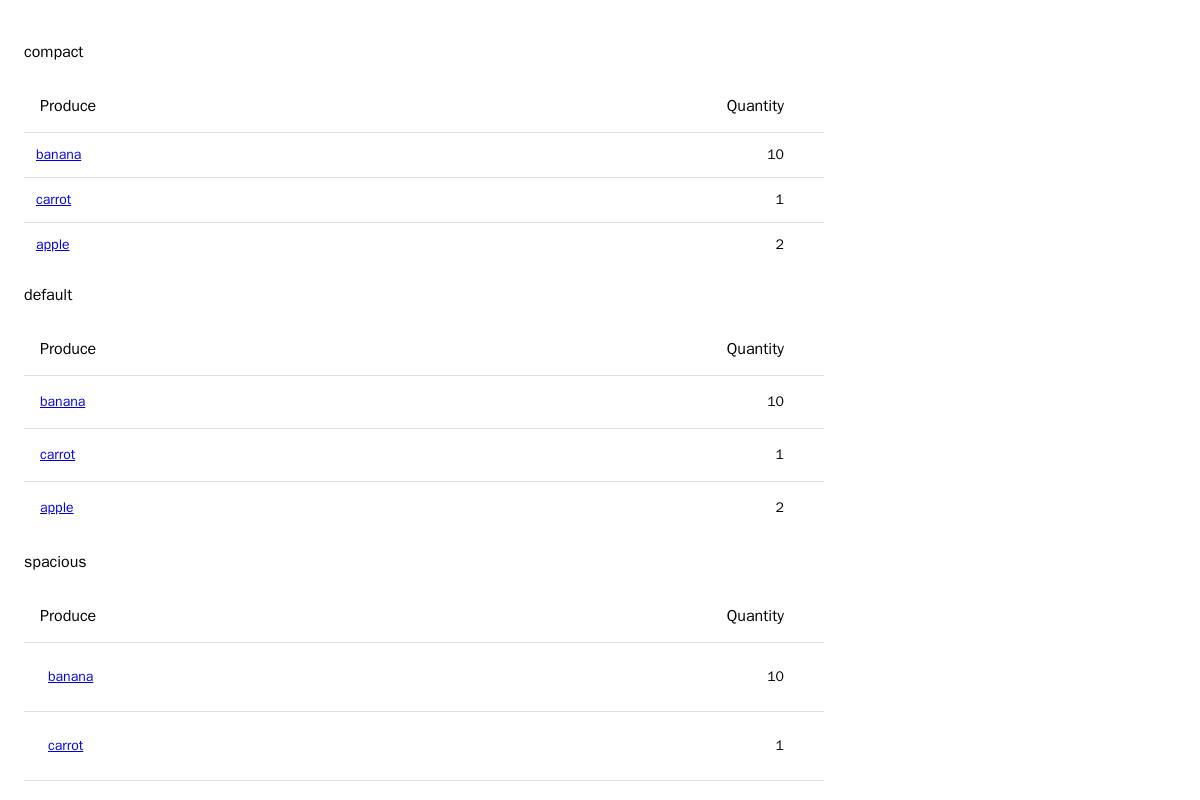 compact
Produce Quantity
banana 10
carrot 1
apple 2
default
Produce Quantity
banana 10
carrot 1
apple 2
spacious
Produce Quantity
banana 10
carrot 1